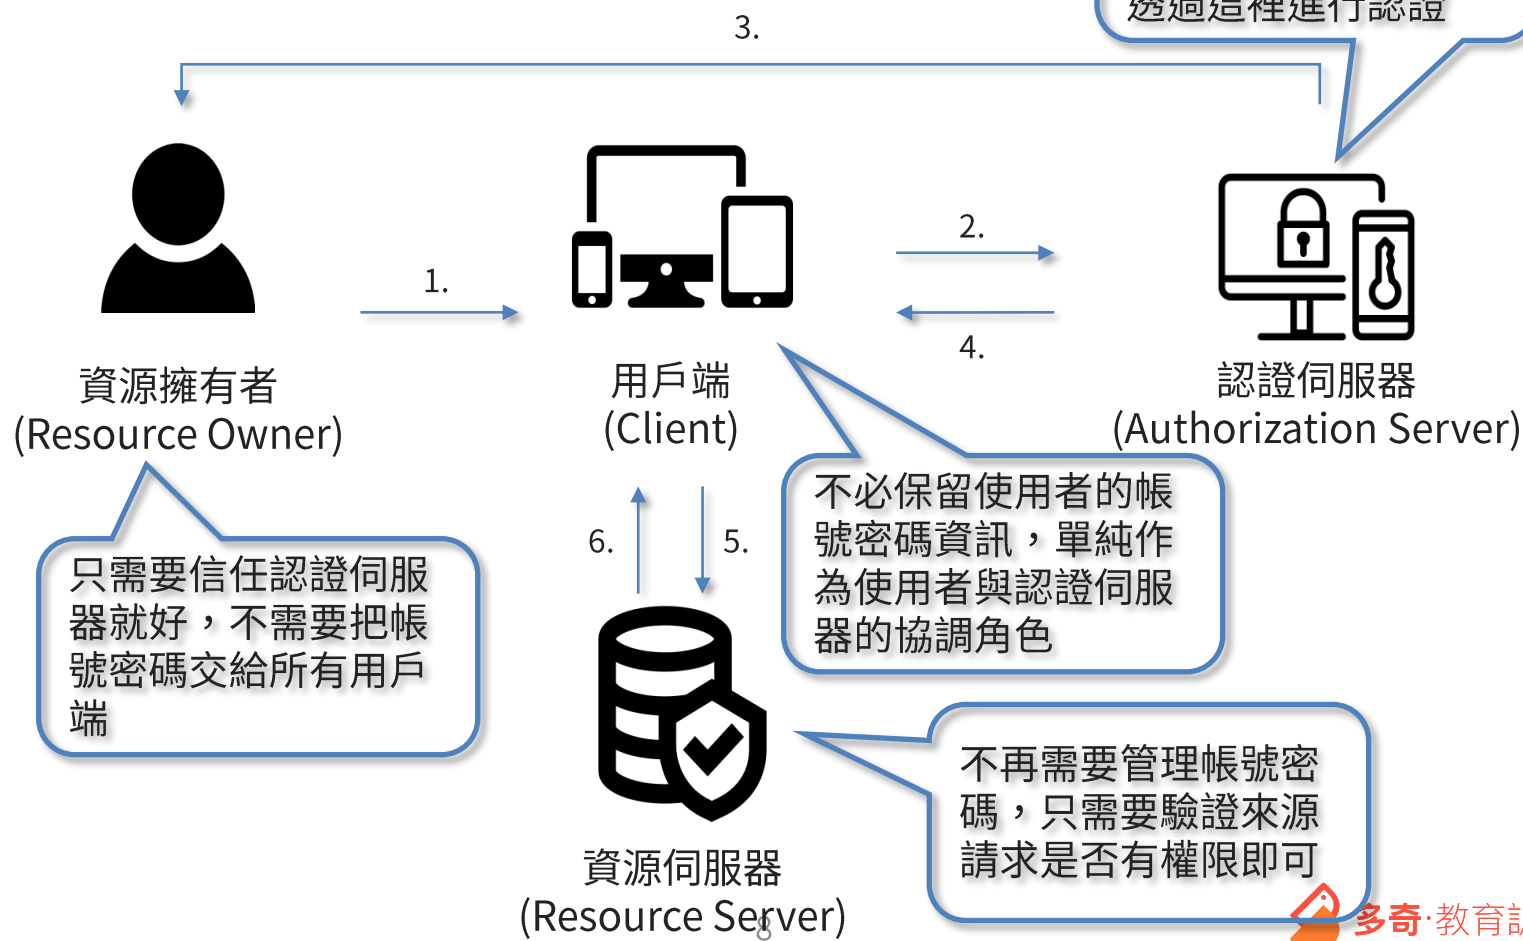 透過這裡進行認證
3.
2.
1.
4.
資源擁有者
(Resource Owner)
用戶端
(Client)
認證伺服器
(Authorization Server)
不必保留使用者的帳
號密碼資訊，單純作
為使用者與認證伺服
器的協調角色
6.
5.
只需要信任認證伺服
器就好，不需要把帳
號密碼交給所有用戶
端
不再需要管理帳號密
碼，只需要驗證來源
請求是否有權限即可
資源伺服器
(Resource Server)
8
多奇·教育訓